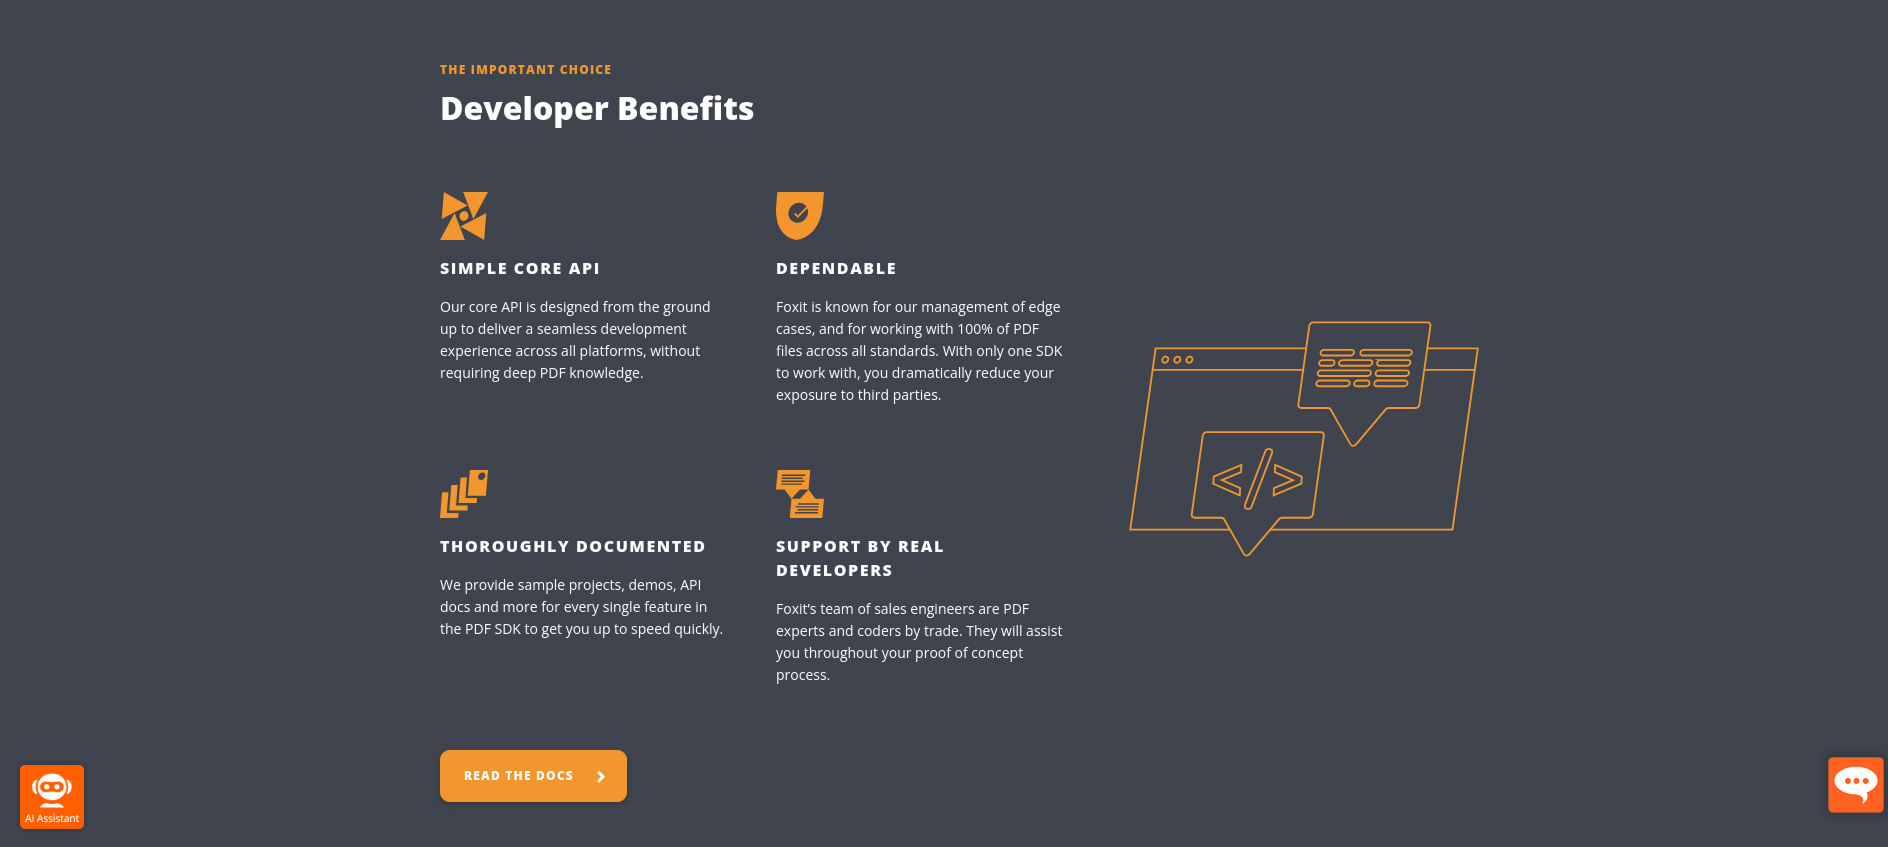 THE IMPORTANT CHOICE
Developer Benefits
SIMPLE CORE API
Our core API is designed from the ground
up to deliver a seamless development
experience across all platforms, without
requiring deep PDF knowledge.
DEPENDABLE
Foxit is known for our management of edge
cases, and for working with 100% of PDF
files across all standards. With only one SDK
to work with, you dramatically reduce your
exposure to third parties.
THOROUGHLY DOCUMENTED
We provide sample projects, demos, API
docs and more for every single feature in
the PDF SDK to get you up to speed quickly.
SUPPORT BY REAL
DEVELOPERS
Foxit’s team of sales engineers are PDF
experts and coders by trade. They will assist
you throughout your proof of concept
process.
</>
READ THE DOCS
AI Assistant